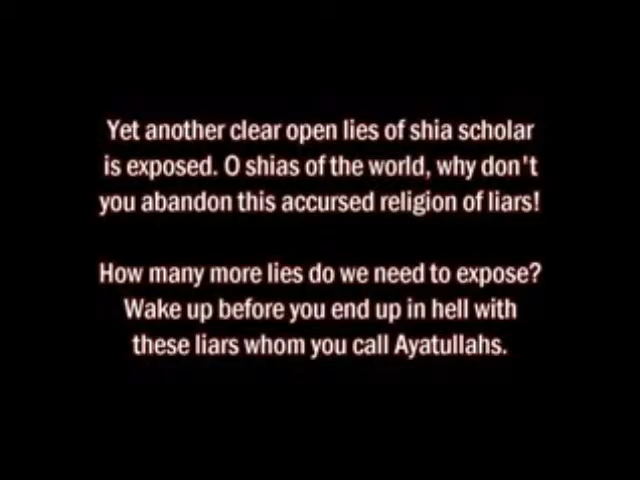 Yet another clear open lies of shia scholar
is exposed. O shias of the world, why don't
you abandon this accursed religion of liars!
How many more lies do we need to expose?
Wake up before you end up in hell with
these liars whom you call Ayatullahs.